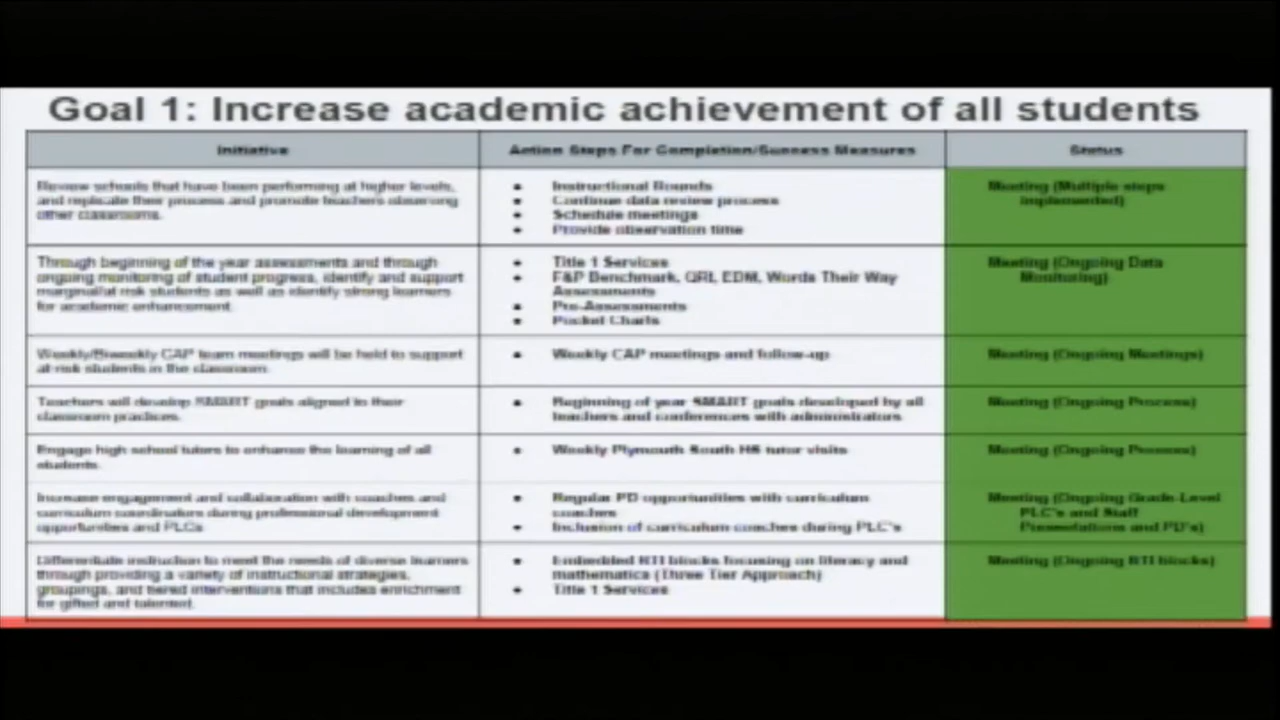 Goal 1: Increase academic achievement of all students
Initiative
Action Steps For Completion/Success Measures
Status
Review schools that have been performing at higher levels,
and replicate their process and promote teachers observing
other classrooms.
• Instructional Rounds
• Continue data review process
• Schedule meetings
• Provide observation time
Meeting (Multiple steps
implemented)
Through beginning of the year assessments and through
ongoing monitoring of student progress, identify and support
marginal/at risk students as well as identify strong learners
for academic enhancement.
• Title 1 Services
• F&P Benchmark, QRI, EDM, Words Their Way
Assessments
• Pre-Assessments
• Pocket Charts
Meeting (Ongoing Data
Monitoring)
Weekly/Biweekly CAP team meetings will be held to support
at-risk students in the classroom.
• Weekly CAP meetings and follow-up
Meeting (Ongoing Meetings)
Teachers will develop SMART goals aligned to their
classroom practices.
• Beginning of year SMART goals developed by all
teachers and conferences with administrators
Meeting (Ongoing Process)
Engage high school tutors to enhance the learning of all
students.
• Weekly Plymouth South HS tutor visits
Meeting (Ongoing Process)
Increase engagement and collaboration with coaches and
curriculum coordinators during professional development
opportunities and PLCs
• Regular PD opportunities with curriculum
coaches
• Inclusion of curriculum coaches during PLC's
Meeting (Ongoing Grade-Level
PLC's and Staff
Presentations and PD's)
Differentiate instruction to meet the needs of diverse learners
through providing a variety of instructional strategies,
groupings, and tiered interventions that includes enrichment
for gifted and talented.
• Embedded RTI blocks focusing on literacy and
mathematics (Three Tier Approach)
• Title 1 Services
Meeting (Ongoing RTI blocks)